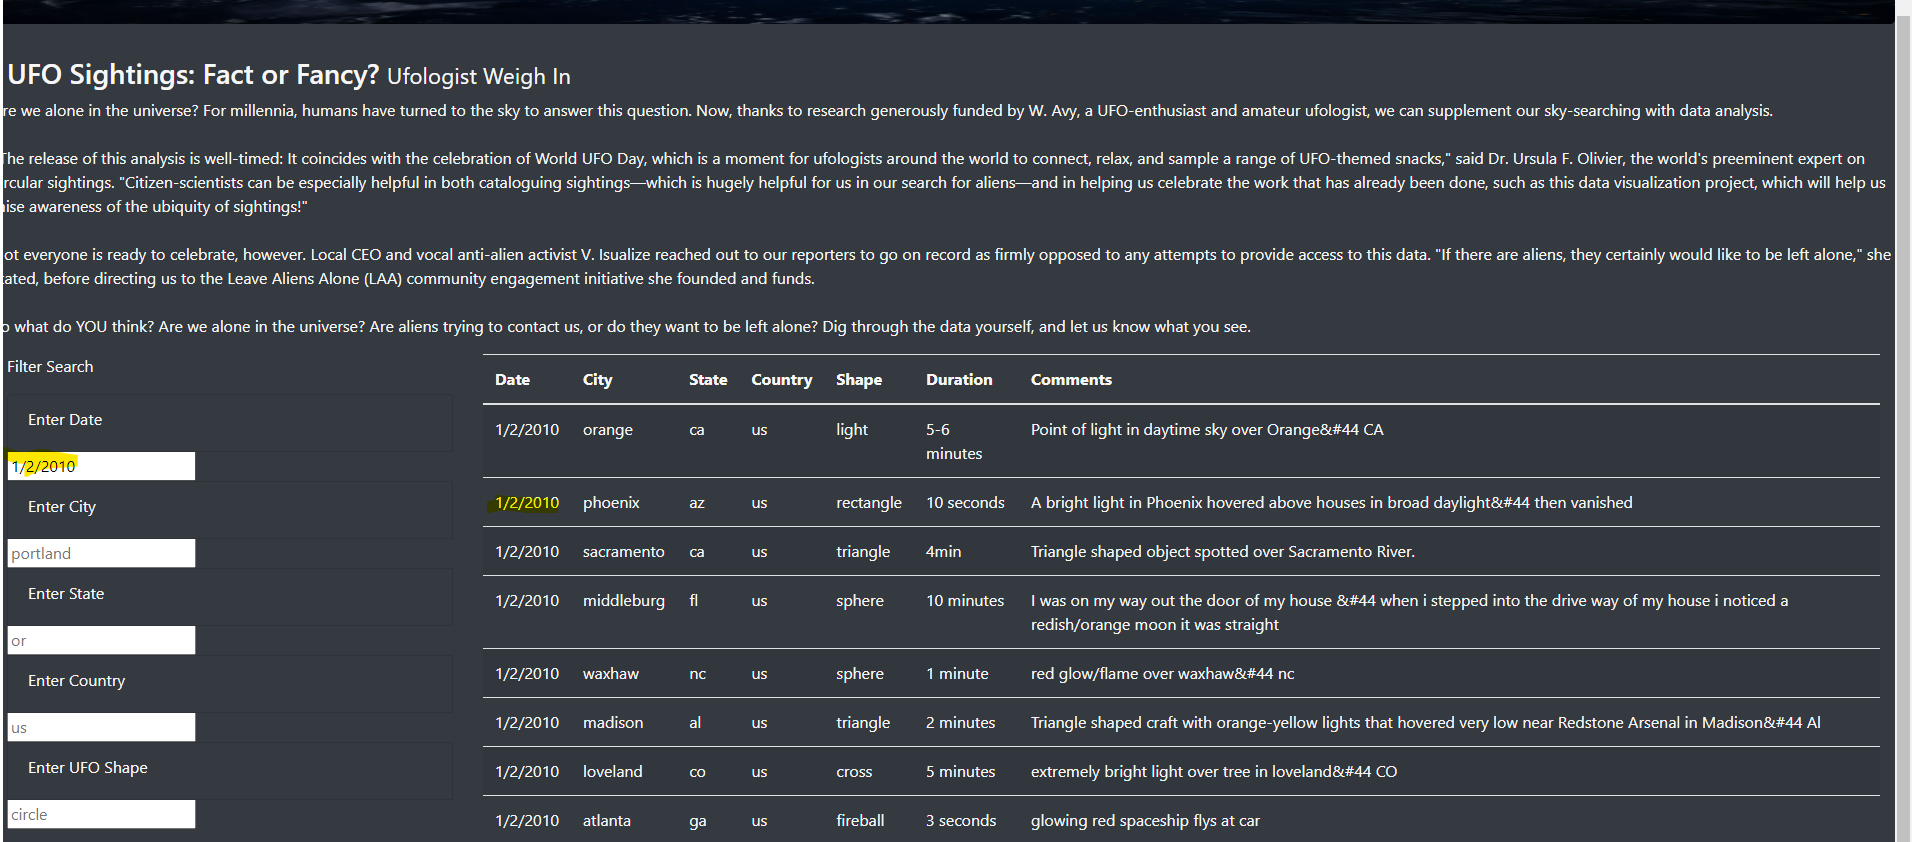 UFO Sightings: Fact or Fancy? Ufologist Weigh In
re we alone in the universe? For millennia, humans have turned to the sky to answer this question. Now, thanks to research generously funded by W. Avy, a UFO-enthusiast and amateur ufologist, we can supplement our sky-searching with data analysis.
The release of this analysis is well-timed: It coincides with the celebration of World UFO Day, which is a moment for ufologists around the world to connect, relax, and sample a range of UFO-themed snacks," said Dr. Ursula F. Olivier, the world's preeminent expert on
rcular sightings. "Citizen-scientists can be especially helpful in both cataloguing sightings—which is hugely helpful for us in our search for aliens—and in helping us celebrate the work that has already been done, such as this data visualization project, which will help us
ise awareness of the ubiquity of sightings!"
ot everyone is ready to celebrate, however. Local CEO and vocal anti-alien activist V. Isualize reached out to our reporters to go on record as firmly opposed to any attempts to provide access to this data. "If there are aliens, they certainly would like to be left alone," she
tated, before directing us to the Leave Aliens Alone (LAA) community engagement initiative she founded and funds.
o what do YOU think? Are we alone in the universe? Are aliens trying to contact us, or do they want to be left alone? Dig through the data yourself, and let us know what you see.
Filter Search
Enter Date
1/2/2010
Enter City
portland
Enter State
or
Enter Country
us
Enter UFO Shape
circle
Date City State Country Shape Duration Comments
1/2/2010 orange ca us light 5-6 minutes Point of light in daytime sky over Orange&#44 CA
1/2/2010 phoenix az us rectangle 10 seconds A bright light in Phoenix hovered above houses in broad daylight&#44 then vanished
1/2/2010 sacramento ca us triangle 4min Triangle shaped object spotted over Sacramento River.
1/2/2010 middleburg fl us sphere 10 minutes I was on my way out the door of my house &#44 when i stepped into the drive way of my house i noticed a
redish/orange moon it was straight
1/2/2010 waxhaw nc us sphere 1 minute red glow/flame over waxhaw&#44 nc
1/2/2010 madison al us triangle 2 minutes Triangle shaped craft with orange-yellow lights that hovered very low near Redstone Arsenal in Madison&#44 Al
1/2/2010 loveland co us cross 5 minutes extremely bright light over tree in loveland&#44 CO
1/2/2010 atlanta ga us fireball 3 seconds glowing red spaceship flys at car